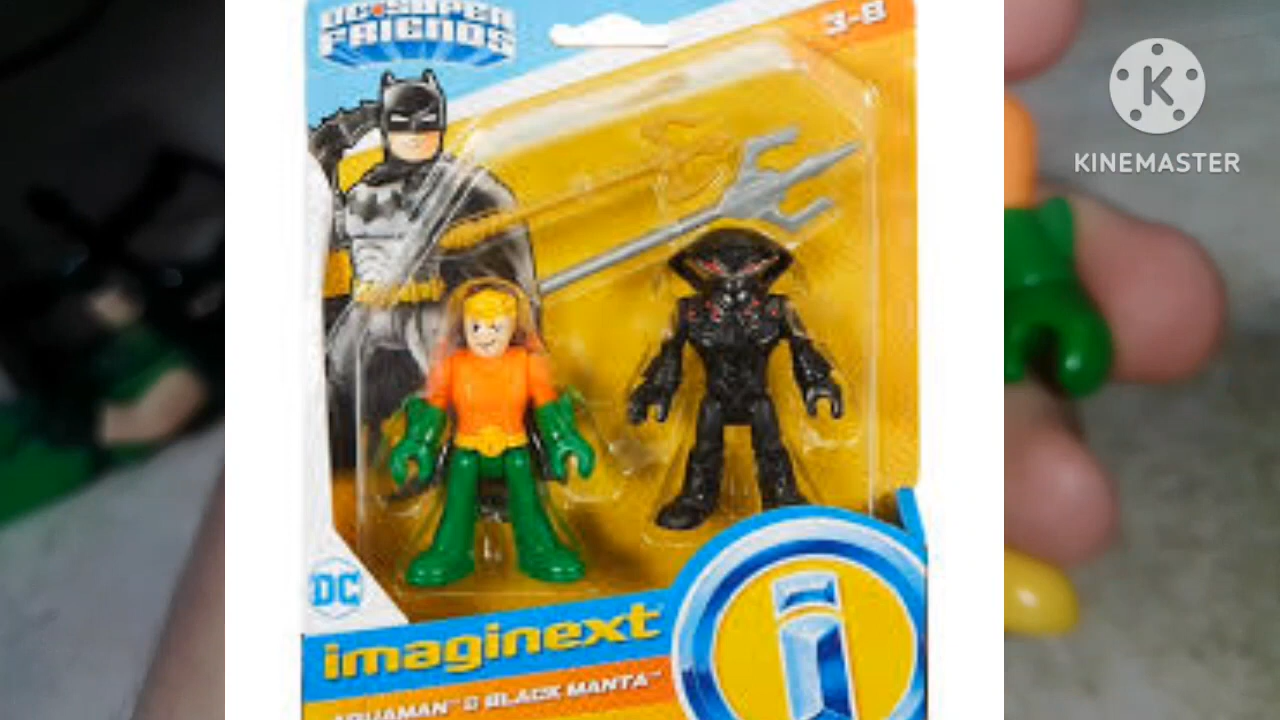 DC SUPER
FRIENDS
3-8
K
KINEMASTER
DC
imaginext
AQUAMAN™ & BLACK MANTA™
i